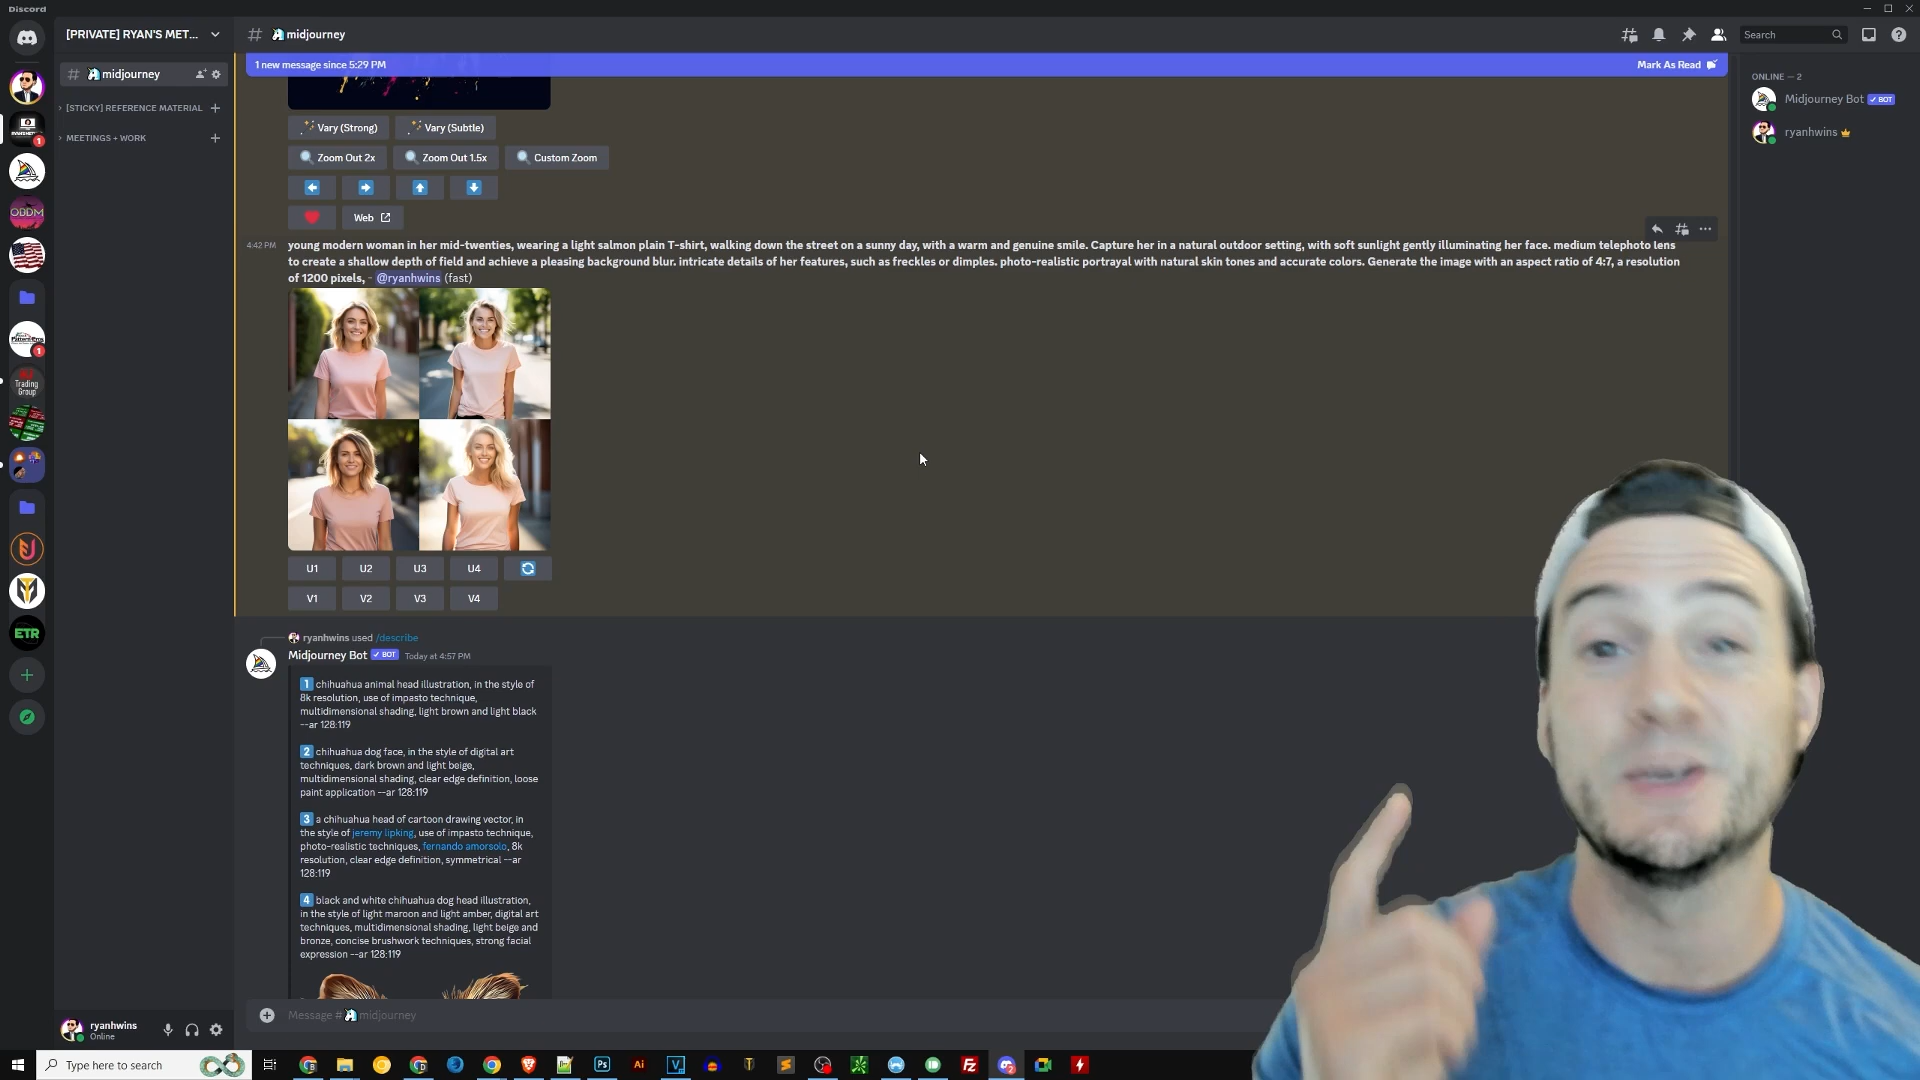 Discord
[PRIVATE] RYAN'S MET...
# midjourney
Search
# midjourney
[STICKY] REFERENCE MATERIAL
MEETINGS + WORK
1 new message since 5:29 PM
Mark As Read
ONLINE — 2
Midjourney Bot ✓ BOT
ryanhwins
Vary (Strong)
Vary (Subtle)
Zoom Out 2x
Zoom Out 1.5x
Custom Zoom
Web
4:42 PM
young modern woman in her mid-twenties, wearing a light salmon plain T-shirt, walking down the street on a sunny day, with a warm and genuine smile. Capture her in a natural outdoor setting, with soft sunlight gently illuminating her face. medium telephoto lens
to create a shallow depth of field and achieve a pleasing background blur. intricate details of her features, such as freckles or dimples. photo-realistic portrayal with natural skin tones and accurate colors. Generate the image with an aspect ratio of 4:7, a resolution
of 1200 pixels, - @ryanhwins (fast)
U1
U2
U3
U4
V1
V2
V3
V4
ryanhwins used /describe
Midjourney Bot ✓ BOT Today at 4:57 PM
1 chihuahua animal head illustration, in the style of
8k resolution, use of impasto technique,
multidimensional shading, light brown and light black
--ar 128:119
2 chihuahua dog face, in the style of digital art
techniques, dark brown and light beige,
multidimensional shading, clear edge definition, loose
paint application --ar 128:119
3 a chihuahua head of cartoon drawing vector, in
the style of jeremy lipking, use of impasto technique,
photo-realistic techniques, fernando amorsolo, 8k
resolution, clear edge definition, symmetrical --ar
128:119
4 black and white chihuahua dog head illustration,
in the style of light maroon and light amber, digital art
techniques, multidimensional shading, light beige and
bronze, concise brushwork techniques, strong facial
expression --ar 128:119
Message # midjourney
ryanhwins
Online
1
ODDM
1
Trading
Group
ETR
Type here to search
Ps
Ai
V
Fz